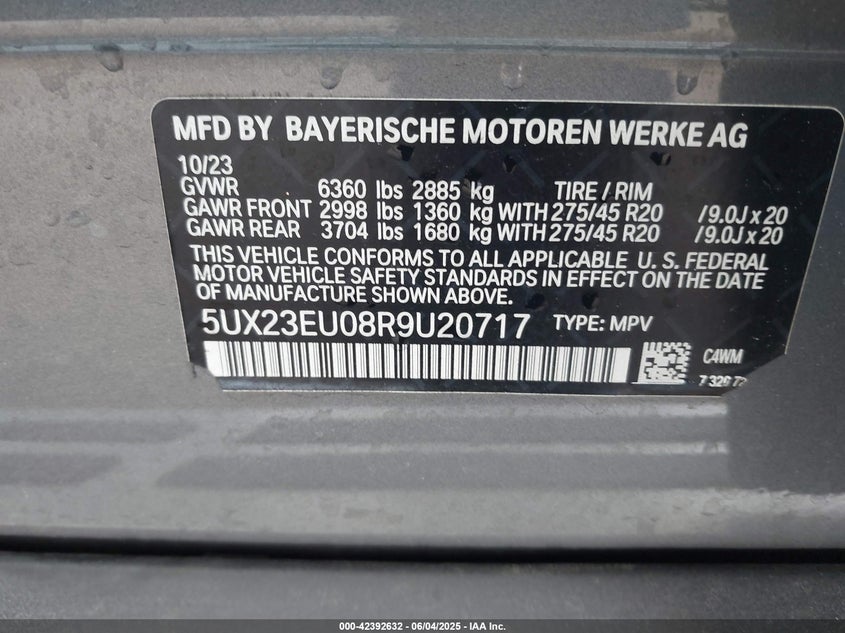 MFD BY BAYERISCHE MOTOREN WERKE AG
10/23
GVWR 6360 lbs 2885 kg TIRE / RIM
GAWR FRONT 2998 lbs 1360 kg WITH 275/45 R20 /9.0J x 20
GAWR REAR 3704 lbs 1680 kg WITH 275/45 R20 /9.0J x 20
THIS VEHICLE CONFORMS TO ALL APPLICABLE U. S. FEDERAL
MOTOR VEHICLE SAFETY STANDARDS IN EFFECT ON THE DATE
OF MANUFACTURE SHOWN ABOVE.
5UX23EU08R9U20717 TYPE: MPV
C4WM
000-42392632 - 06/04/2025 - IAA Inc.